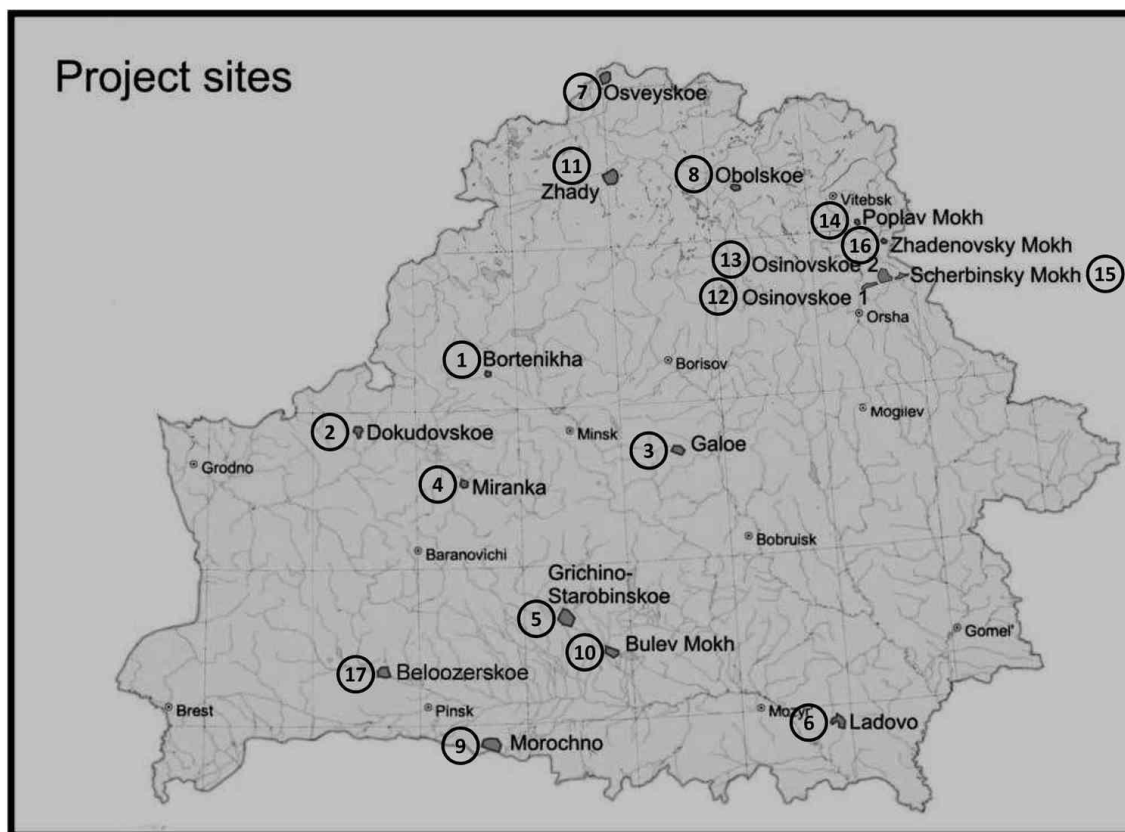 Project sites
7 Osveyskoe
11
Zhady
8 Obolskoe
Vitebsk
14 Poplav Mokh
16 Zhadenovsky Mokh
13 Osinovskoe 2
Scherbinsky Mokh 15
12 Osinovskoe 1
Orsha
1 Bortenikha
Borisov
Mogilev
2 Dokudovskoe
Minsk
3 Galoe
Grodno
4 Miranka
Baranovichi
Bobruisk
Grichino-
Starobinskoe
5
Gomel'
10 Bulev Mokh
17 Beloozerskoe
Brest
Pinsk
Mozyr
6 Ladovo
9 Morochno